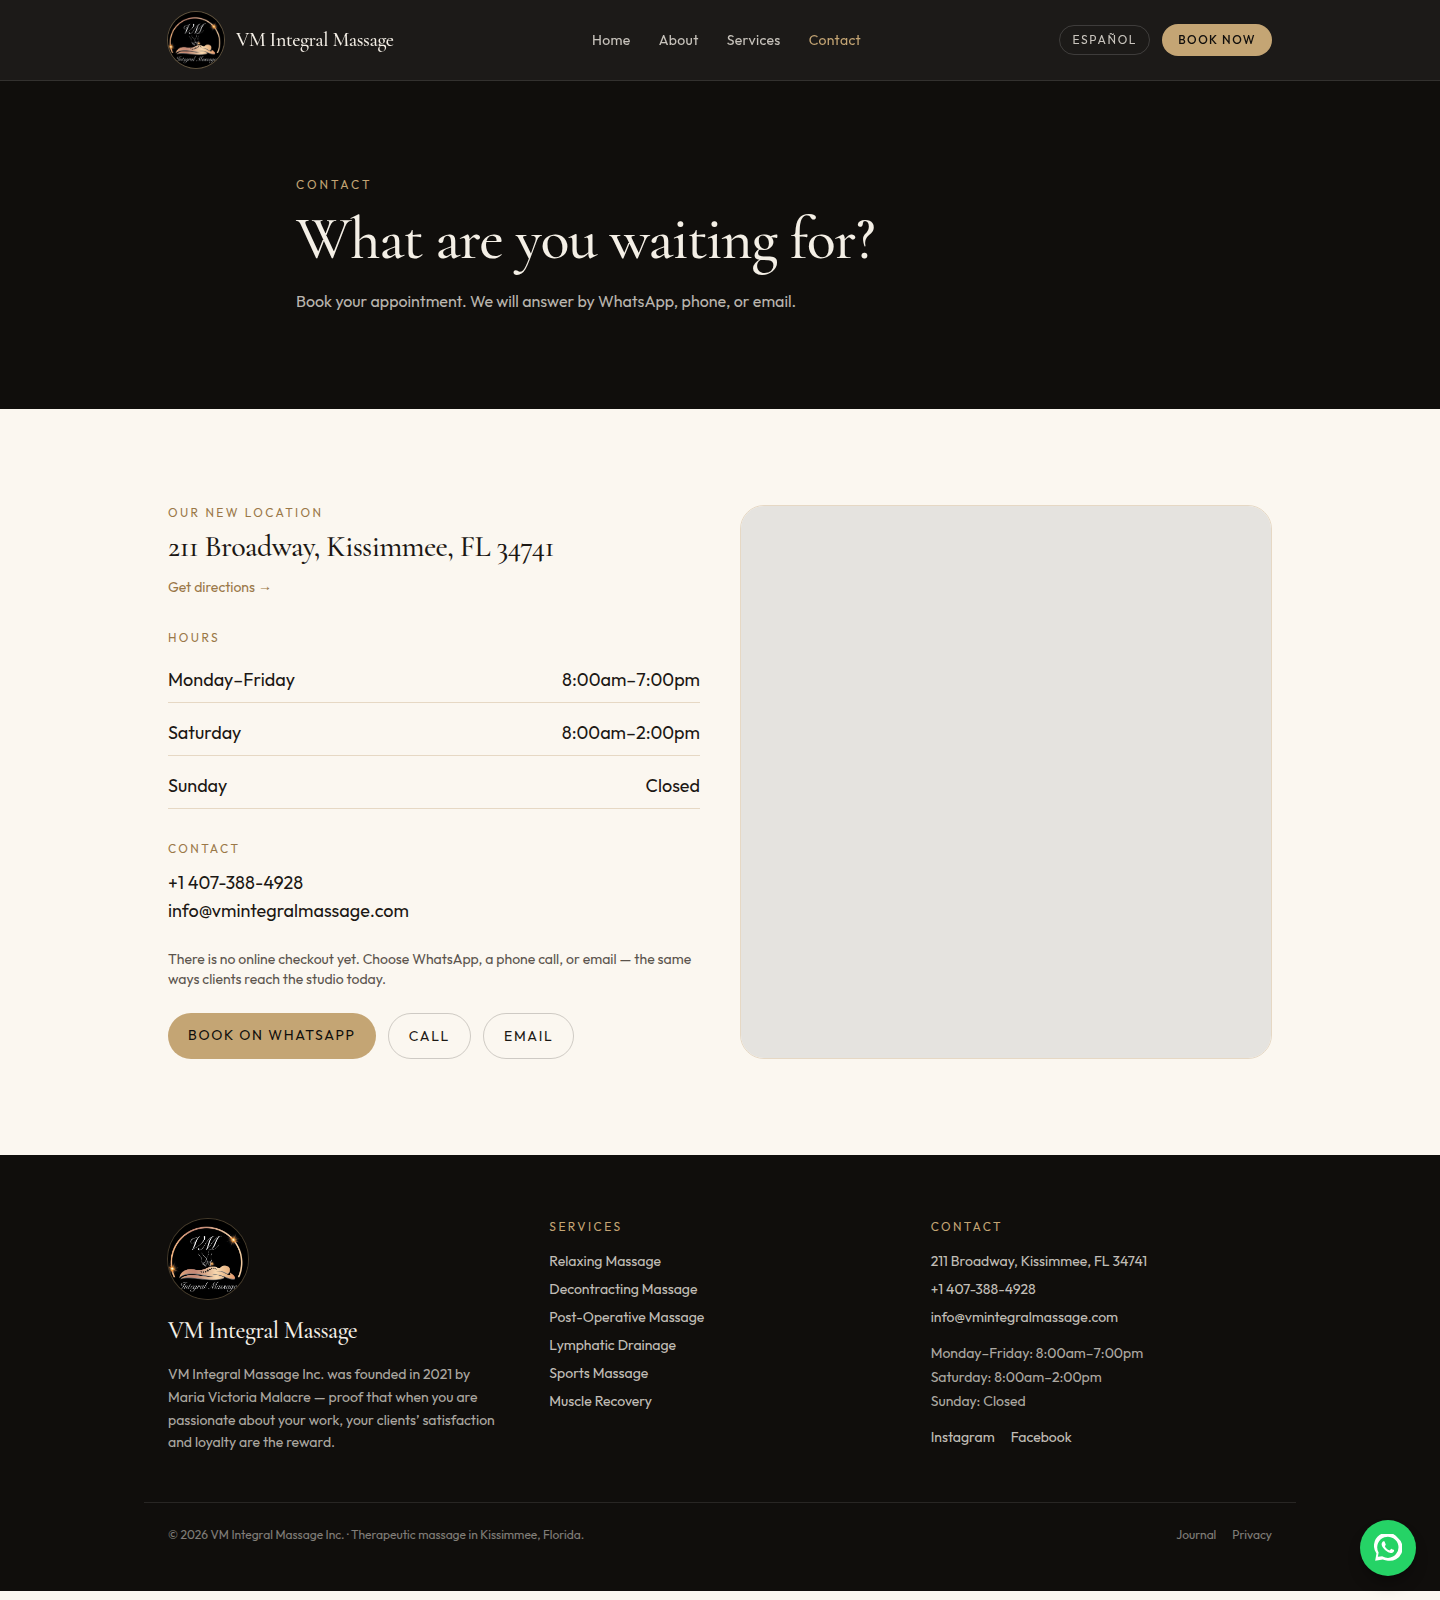 VM
Integral Massage
VM Integral Massage
Home
About
Services
Contact
ESPAÑOL
BOOK NOW
CONTACT
What are you waiting for?
Book your appointment. We will answer by WhatsApp, phone, or email.
OUR NEW LOCATION
211 Broadway, Kissimmee, FL 34741
Get directions →
HOURS
Monday–Friday 8:00am–7:00pm
Saturday 8:00am–2:00pm
Sunday Closed
CONTACT
+1 407-388-4928
info@vmintegralmassage.com
There is no online checkout yet. Choose WhatsApp, a phone call, or email — the same
ways clients reach the studio today.
BOOK ON WHATSAPP
CALL
EMAIL
VM
Integral Massage
VM Integral Massage
VM Integral Massage Inc. was founded in 2021 by
Maria Victoria Malacre — proof that when you are
passionate about your work, your clients’ satisfaction
and loyalty are the reward.
SERVICES
Relaxing Massage
Decontracting Massage
Post-Operative Massage
Lymphatic Drainage
Sports Massage
Muscle Recovery
CONTACT
211 Broadway, Kissimmee, FL 34741
+1 407-388-4928
info@vmintegralmassage.com
Monday–Friday: 8:00am–7:00pm
Saturday: 8:00am–2:00pm
Sunday: Closed
Instagram
Facebook
© 2026 VM Integral Massage Inc. · Therapeutic massage in Kissimmee, Florida.
Journal
Privacy